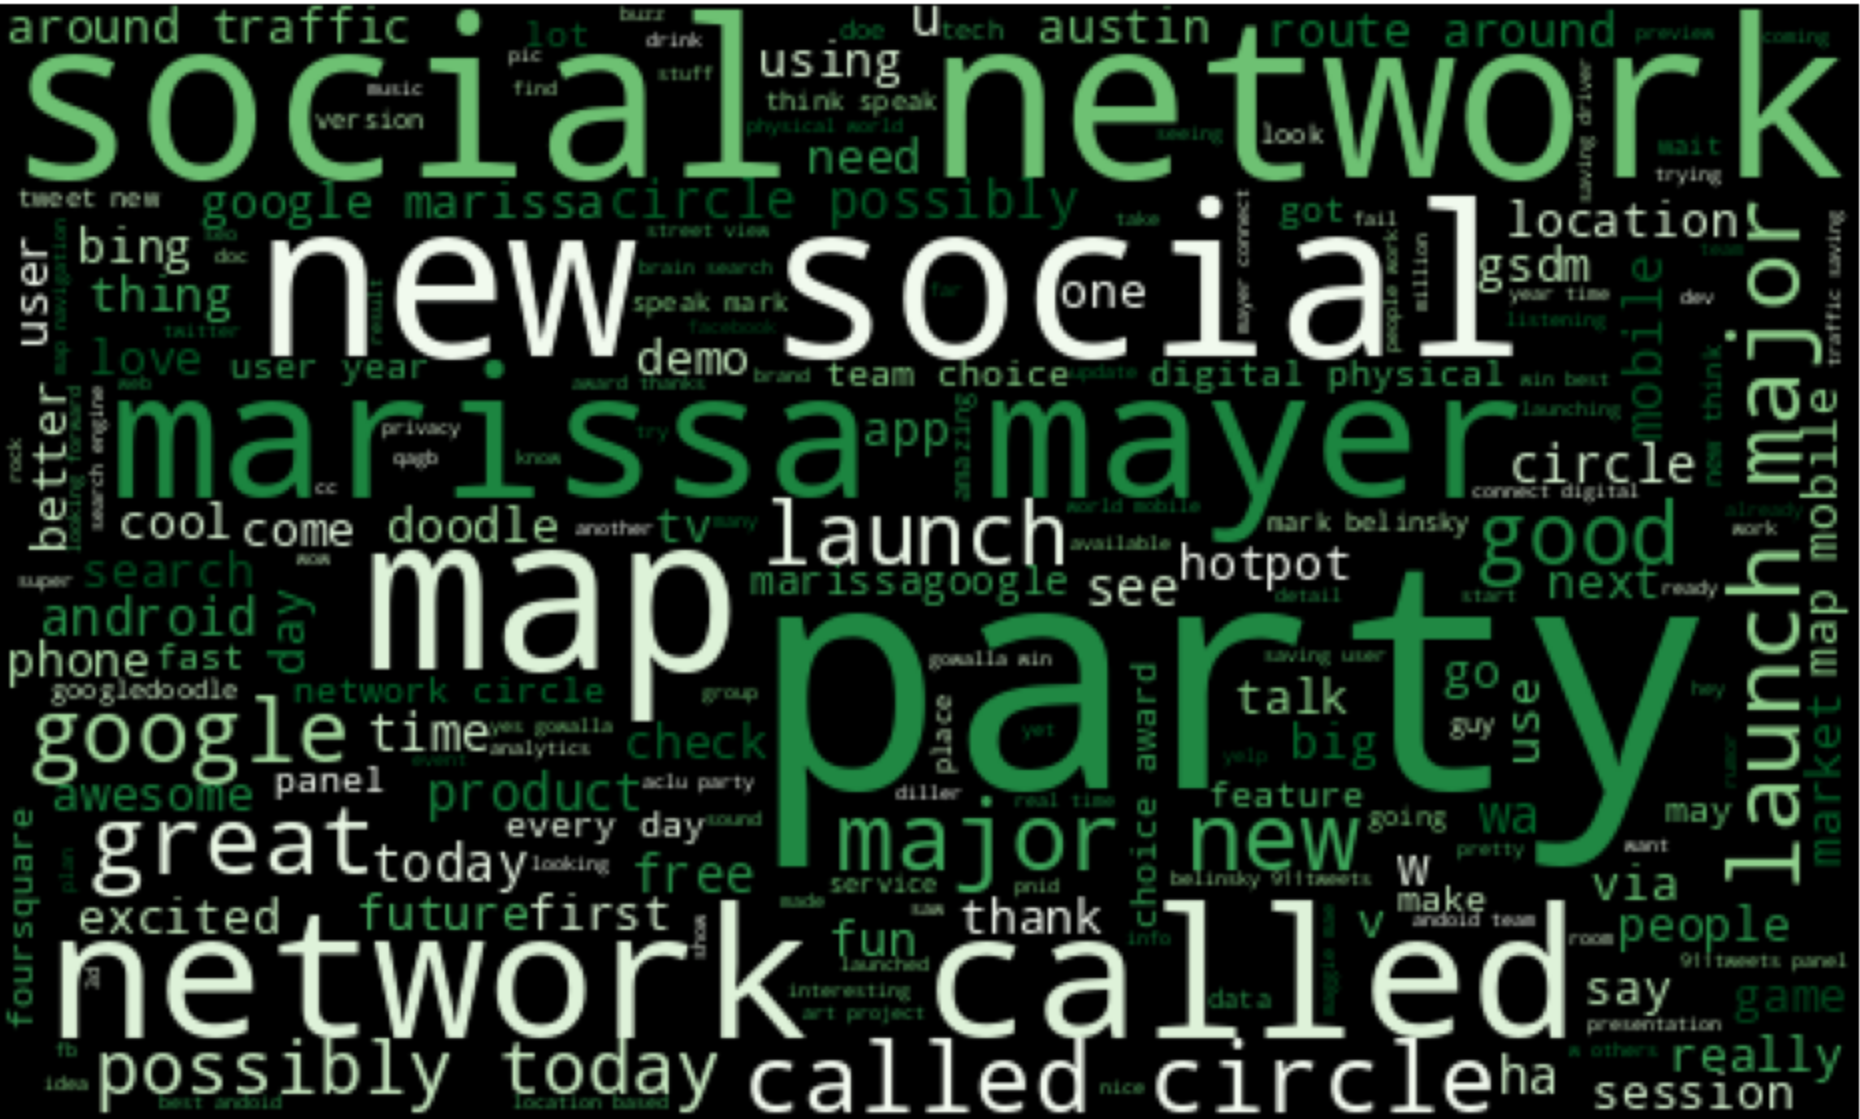 around traffic
lot
buzz
drink
doe
u
tech
austin
route around
preview
coming
social network
pic
find
stuff
music
version
using
think speak
physical world
seeing
look
need
saving driver
wait
trying
tweet new
google marissa
circle possibly
take
got
fail
location
user
bing
doc
street view
new social
brain search
one
mayer connect
people work
million
gsdm
team
map navigation
thing
result
speak mark
far
year time
dev
mobile
traffic saving
twitter
facebook
listening
launch major
love
user year
demo
brand
team choice
update
digital physical
win best
web
award thanks
marissa mayer
better
looking forward
search engine
rock
privacy
qagb
cc
know
try
app
amazing
launching
new think
circle
connect digital
map mobile
cool
come
doodle
another
tv
many
launch
world mobile
available
mark belinsky
good
already
work
wow
map
hotpot
super
search
marissagoogle
see
detail
start
next
ready
android
day
party
phone
fast
gowalla win
saving user
googledoodle
network circle
group
talk
go
use
hey
google
time
yes gowalla
analytics
check
place
yet
yelp
big
guy
rumor
market
event
panel
awesome
product
aclu party
diller
real time
choice award
feature
great
every day
sound
major
new
going
wa
may
today
looking
free
plan
foursquare
service
pnid
belinsky 911tweets
pretty
want
w
make
via
excited
future
first
made
saw
thank
v
andoid team
people
network called
show
fun
info
room
launched
911tweets panel
3d
interesting
art project
data
maggie mae
say
game
presentation
fb
possibly today
called circle
ha
w others
really
idea
best andoid
location based
nice
session